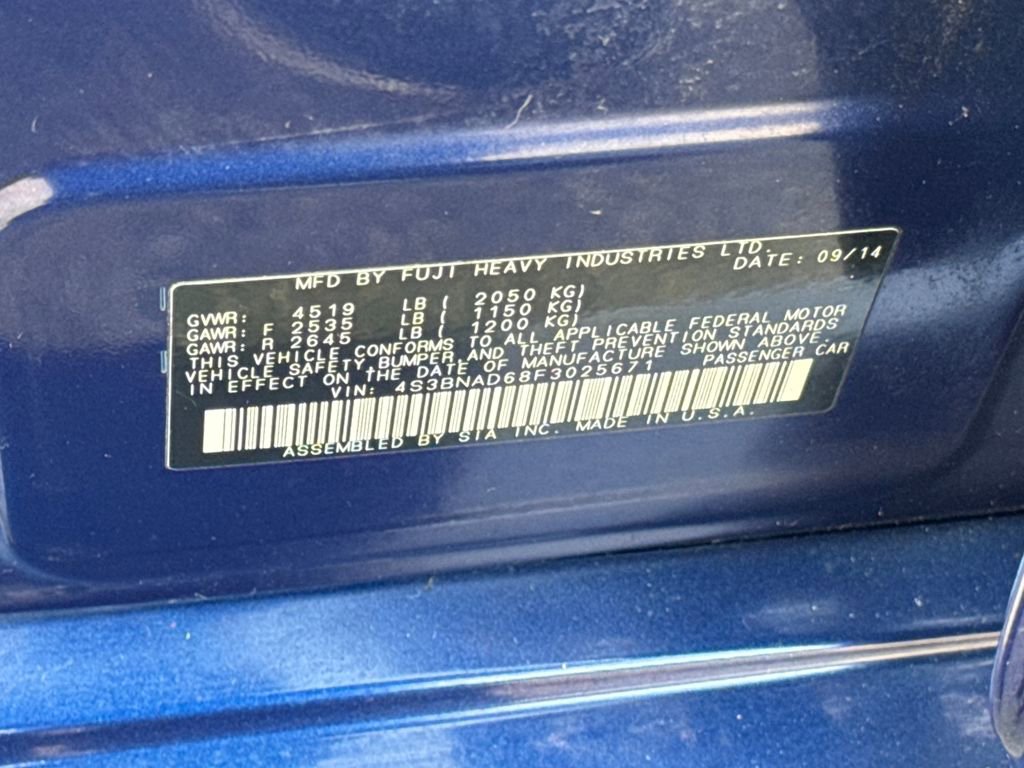 MFD BY FUJI HEAVY INDUSTRIES LTD.
DATE: 09/14
GVWR: 4519 LB ( 2050 KG)
GAWR: F 2535 LB ( 1150 KG)
GAWR: R 2645 LB ( 1200 KG)
THIS VEHICLE CONFORMS TO ALL APPLICABLE FEDERAL MOTOR
VEHICLE SAFETY,BUMPER,AND THEFT PREVENTION STANDARDS
IN EFFECT ON THE DATE OF MANUFACTURE SHOWN ABOVE.
VIN: 4S3BNAD68F3025671 PASSENGER CAR
ASSEMBLED BY SIA INC. MADE IN U.S.A.